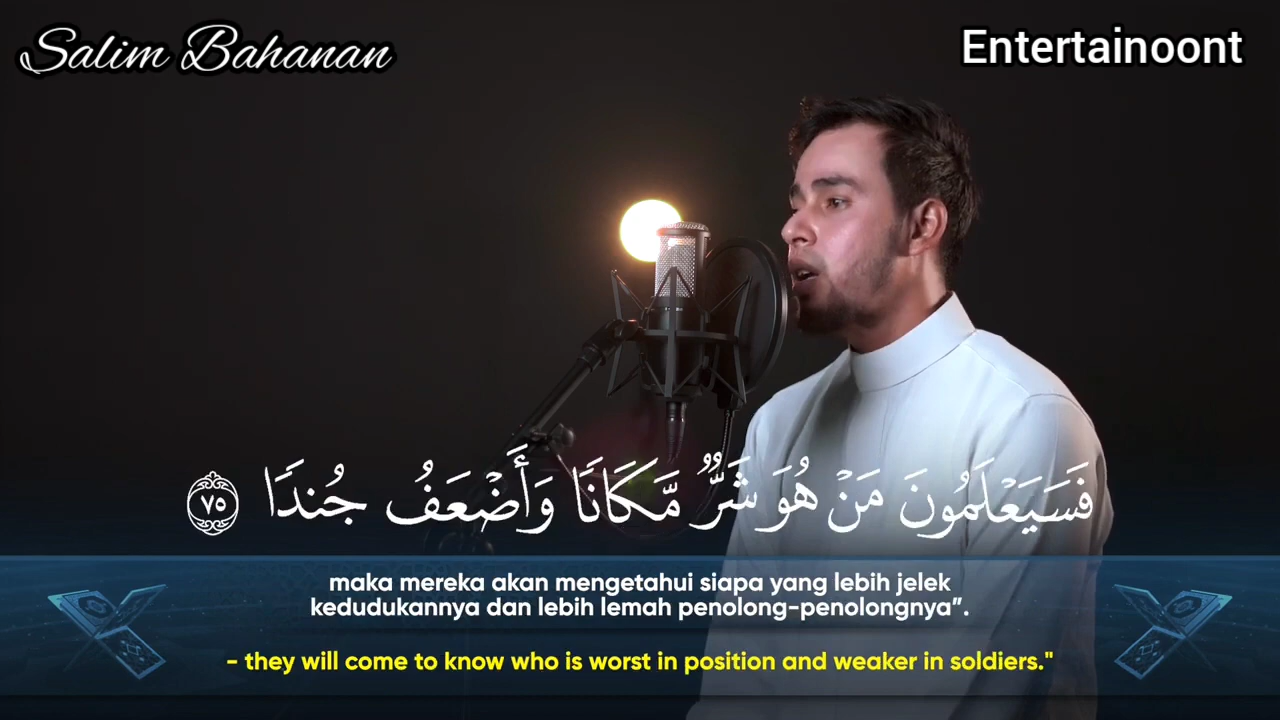 Salim Bahanan
Entertainoont
فَسَيَعْلَمُونَ مَنْ هُوَ شَرٌّ مَّكَانًا وَأَضْعَفُ جُندًا ٧٥
maka mereka akan mengetahui siapa yang lebih jelek
kedudukannya dan lebih lemah penolong-penolongnya”.
- they will come to know who is worst in position and weaker in soldiers."